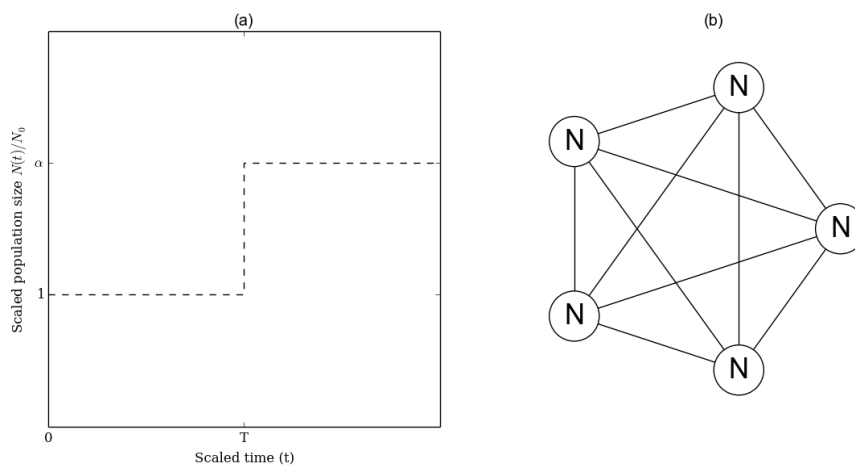 (a)
Scaled population size N(t)/N₀
α
1
0
T
Scaled time (t)
(b)
N
N
N
N
N